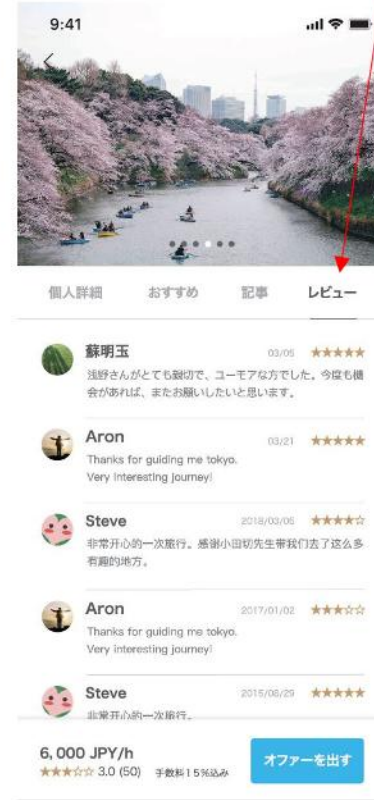 9:41
個人詳細 おすすめ 記事 レビュー
蘇明玉 03/05 ★★★★★
浅野さんがとても親切で、ユーモアな方でした。今度も機
会があれば、またお願いしたいと思います。
Aron 03/21 ★★★★★
Thanks for guiding me tokyo.
Very interesting journey!
Steve 2018/03/05 ★★★★☆
非常开心的一次旅行。感谢小田切先生带我们去了这么多
有趣的地方。
Aron 2017/01/02 ★★★☆☆
Thanks for guiding me tokyo.
Very interesting journey!
Steve 2015/08/29 ★★★★★
非常开心的一次旅行。
6,000 JPY/h
★★★☆☆ 3.0 (50) 手数料15%込み
オファーを出す